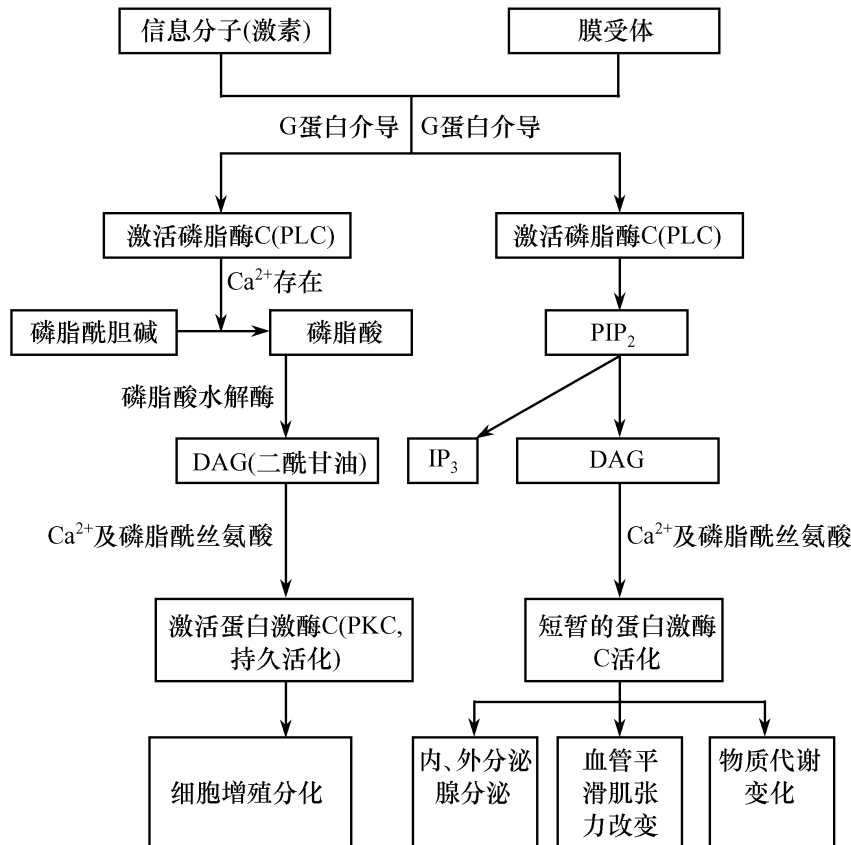 信息分子(激素)
膜受体
G蛋白介导
G蛋白介导
激活磷脂酶C(PLC)
激活磷脂酶C(PLC)
Ca²⁺存在
磷脂酰胆碱
磷脂酸
PIP₂
磷脂酸水解酶
DAG(二酰甘油)
IP₃
DAG
Ca²⁺及磷脂酰丝氨酸
Ca²⁺及磷脂酰丝氨酸
激活蛋白激酶C(PKC,
持久活化)
短暂的蛋白激酶
C活化
细胞增殖分化
内、外分泌
腺分泌
血管平
滑肌张
力改变
物质代谢
变化